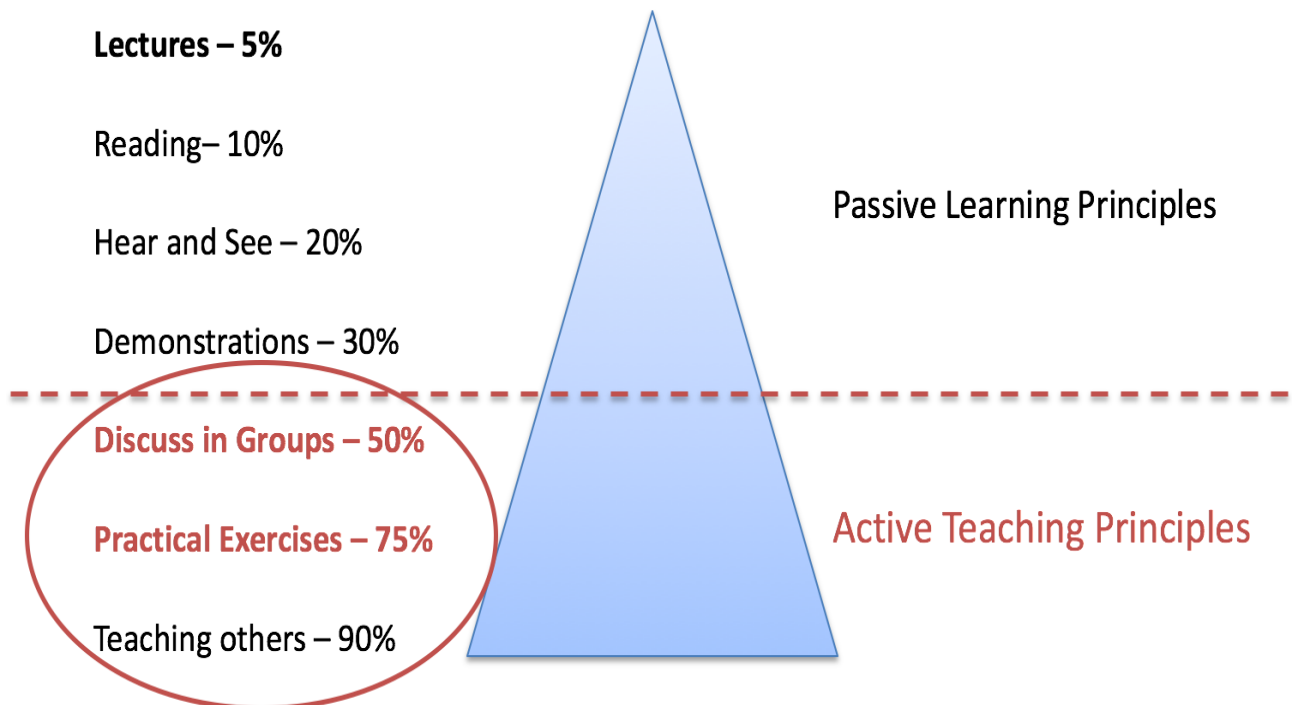 Lectures – 5%
Reading– 10%
Hear and See – 20%
Passive Learning Principles
Demonstrations – 30%
Discuss in Groups – 50%
Practical Exercises – 75%
Active Teaching Principles
Teaching others – 90%